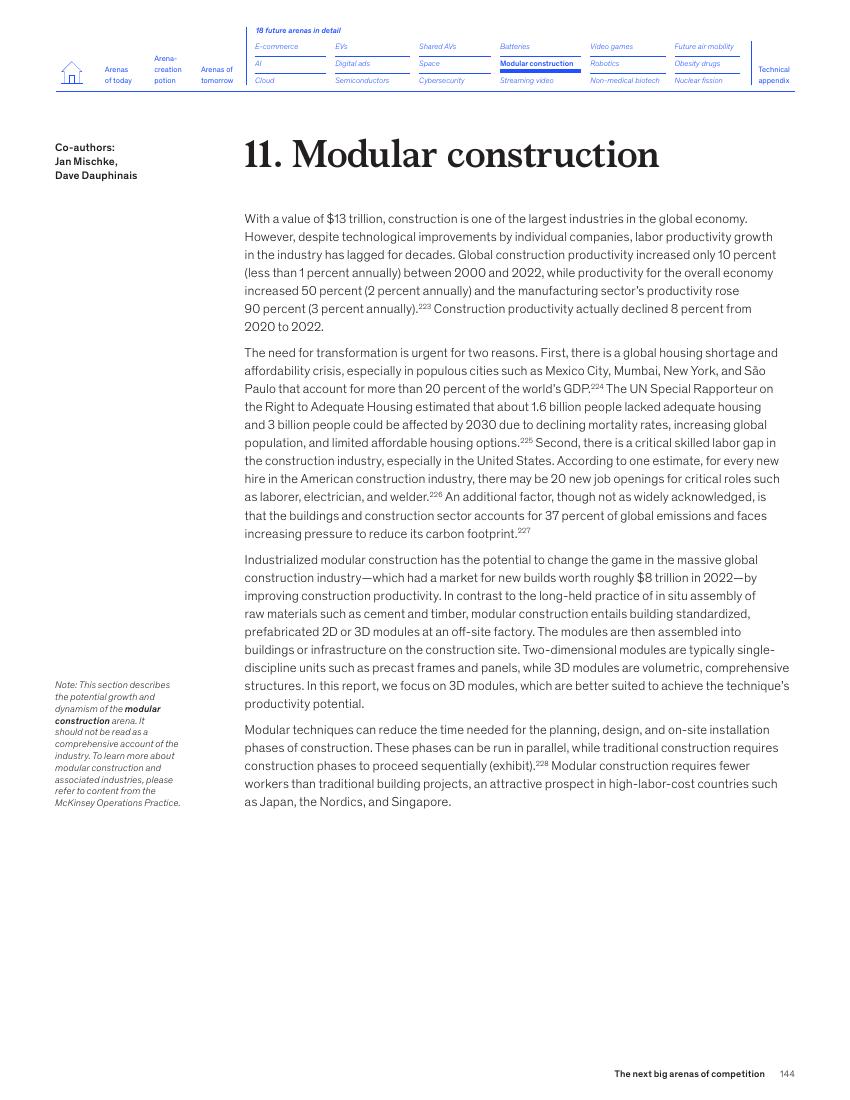 18 future arenas in detail
Arenas
of today
Arena-
creation
potion
Arenas of
tomorrow
E-commerce
EVs
Shared AVs
Batteries
Video games
Future air mobility
AI
Digital ads
Space
Modular construction
Robotics
Obesity drugs
Cloud
Semiconductors
Cybersecurity
Streaming video
Non-medical biotech
Nuclear fission
Technical
appendix
Co-authors:
Jan Mischke,
Dave Dauphinais
11. Modular construction
With a value of $13 trillion, construction is one of the largest industries in the global economy.
However, despite technological improvements by individual companies, labor productivity growth
in the industry has lagged for decades. Global construction productivity increased only 10 percent
(less than 1 percent annually) between 2000 and 2022, while productivity for the overall economy
increased 50 percent (2 percent annually) and the manufacturing sector's productivity rose
90 percent (3 percent annually).223 Construction productivity actually declined 8 percent from
2020 to 2022.
The need for transformation is urgent for two reasons. First, there is a global housing shortage and
affordability crisis, especially in populous cities such as Mexico City, Mumbai, New York, and São
Paulo that account for more than 20 percent of the world's GDP.224 The UN Special Rapporteur on
the Right to Adequate Housing estimated that about 1.6 billion people lacked adequate housing
and 3 billion people could be affected by 2030 due to declining mortality rates, increasing global
population, and limited affordable housing options.225 Second, there is a critical skilled labor gap in
the construction industry, especially in the United States. According to one estimate, for every new
hire in the American construction industry, there may be 20 new job openings for critical roles such
as laborer, electrician, and welder.226 An additional factor, though not as widely acknowledged, is
that the buildings and construction sector accounts for 37 percent of global emissions and faces
increasing pressure to reduce its carbon footprint.227
Industrialized modular construction has the potential to change the game in the massive global
construction industry—which had a market for new builds worth roughly $8 trillion in 2022—by
improving construction productivity. In contrast to the long-held practice of in situ assembly of
raw materials such as cement and timber, modular construction entails building standardized,
prefabricated 2D or 3D modules at an off-site factory. The modules are then assembled into
buildings or infrastructure on the construction site. Two-dimensional modules are typically single-
discipline units such as precast frames and panels, while 3D modules are volumetric, comprehensive
structures. In this report, we focus on 3D modules, which are better suited to achieve the technique's
productivity potential.
Modular techniques can reduce the time needed for the planning, design, and on-site installation
phases of construction. These phases can be run in parallel, while traditional construction requires
construction phases to proceed sequentially (exhibit).228 Modular construction requires fewer
workers than traditional building projects, an attractive prospect in high-labor-cost countries such
as Japan, the Nordics, and Singapore.
Note: This section describes
the potential growth and
dynamism of the modular
construction arena. It
should not be read as a
comprehensive account of the
industry. To learn more about
modular construction and
associated industries, please
refer to content from the
McKinsey Operations Practice.
The next big arenas of competition 144